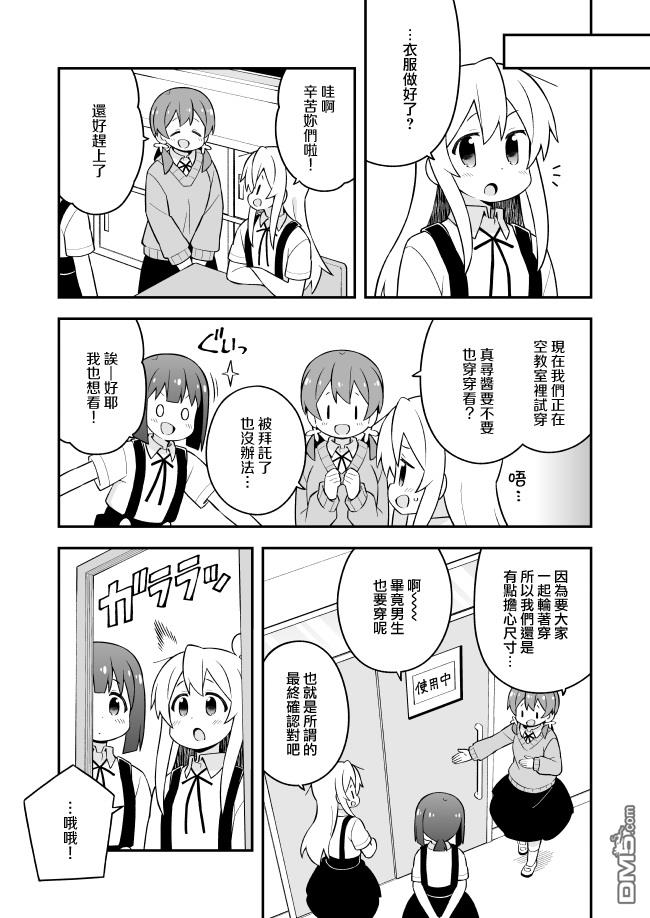 …衣服做好了?
哇啊
辛苦妳們啦!
還好趕上了
現在我們正在
空教室裡試穿
真尋醬要不要
也穿穿看?
唔…
ぐいっ
被拜託了
也沒辦法…
誒—好耶
我也想看!
因為要大家
一起輪著穿
所以我們還是
有點擔心尺寸…
啊~~~
畢竟男生
也要穿呢
使用中
也就是所謂的
最終確認對吧
ガララッ
…哦哦!
DM5.com